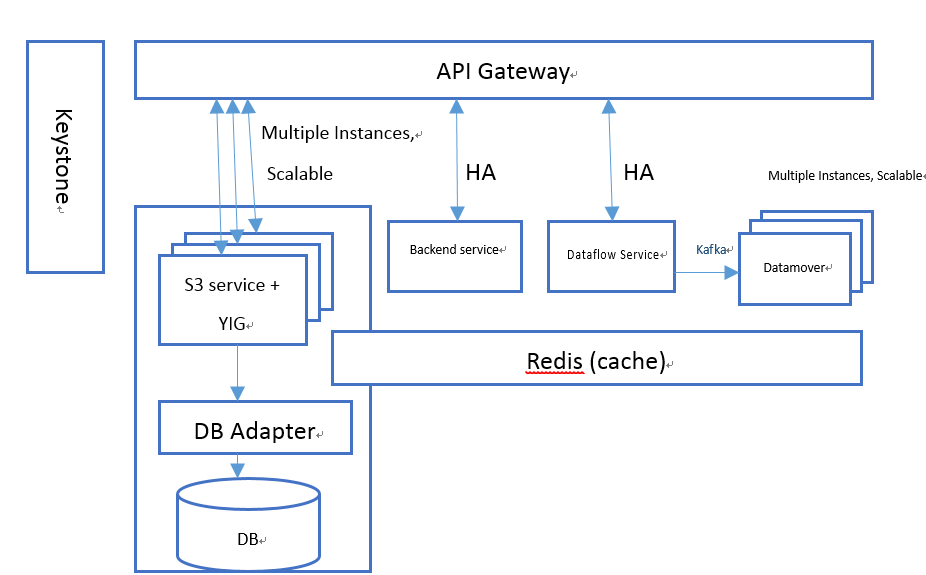 API Gateway
Keystone
Multiple Instances,
Scalable
HA
HA
Multiple Instances, Scalable
Backend service
Dataflow Service
Kafka
Datamover
S3 service +
YIG
Redis (cache)
DB Adapter
DB